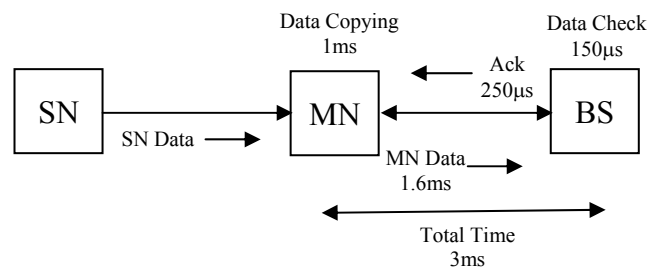 Data Copying
1ms
Data Check
150µs
Ack
250µs
SN
MN
BS
SN Data
MN Data
1.6ms
Total Time
3ms